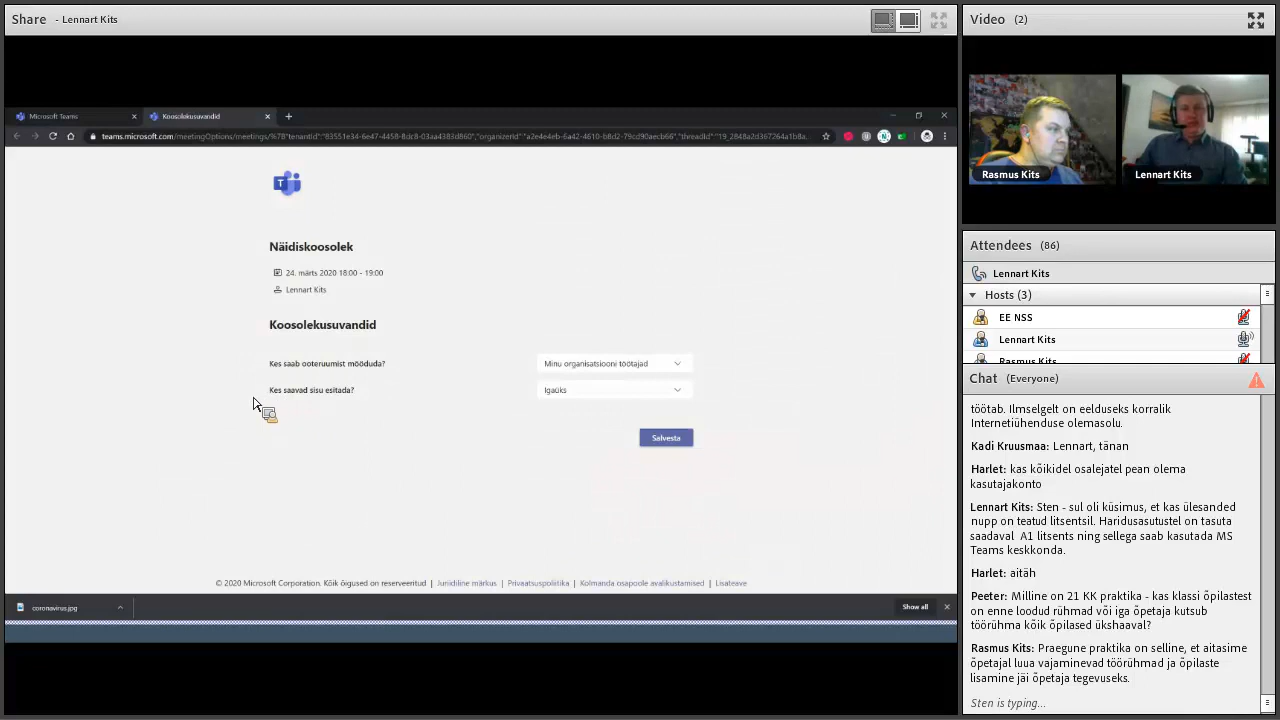 Share - Lennart Kits
Microsoft Teams
Koosolekusuvandid
Näidiskoosolek
24. märts 2020 18:00 - 19:00
Lennart Kits
Koosolekusuvandid
Kes saab ooteruumist mööduda?
Minu organisatsiooni töötajad
Kes saavad sisu esitada?
Igaüks
Salvesta
© 2020 Microsoft Corporation. Kõik õigused on reserveeritud | Juriidiline märkus | Privaatsuspoliitika | Kolmanda osapoole avalikustamised | Lisateave
coronavirus.jpg
Show all
Video (2)
Rasmus Kits
Lennart Kits
Attendees (86)
Lennart Kits
Hosts (3)
EE NSS
Lennart Kits
Rasmus Kits
Chat (Everyone)
töötab. Ilmselgelt on eelduseks korralik
Internetiühenduse olemasolu.
Kadi Kruusmaa: Lennart, tänan
Harlet: kas kõikidel osalejatel pean olema
kasutajakonto
Lennart Kits: Sten - sul oli küsimus, et kas ülesanded
nupp on teatud litsentsil. Haridusasutustel on tasuta
saadaval A1 litsents ning sellega saab kasutada MS
Teams keskkonda.
Harlet: aitäh
Peeter: Milline on 21 KK praktika - kas klassi õpilastest
on enne loodud rühmad või iga õpetaja kutsub
töörühma kõik õpilased ükshaaval?
Rasmus Kits: Praegune praktika on selline, et aitasime
õpetajal luua vajaminevad töörühmad ja õpilaste
lisamine jäi õpetaja tegevuseks.
Sten is typing...